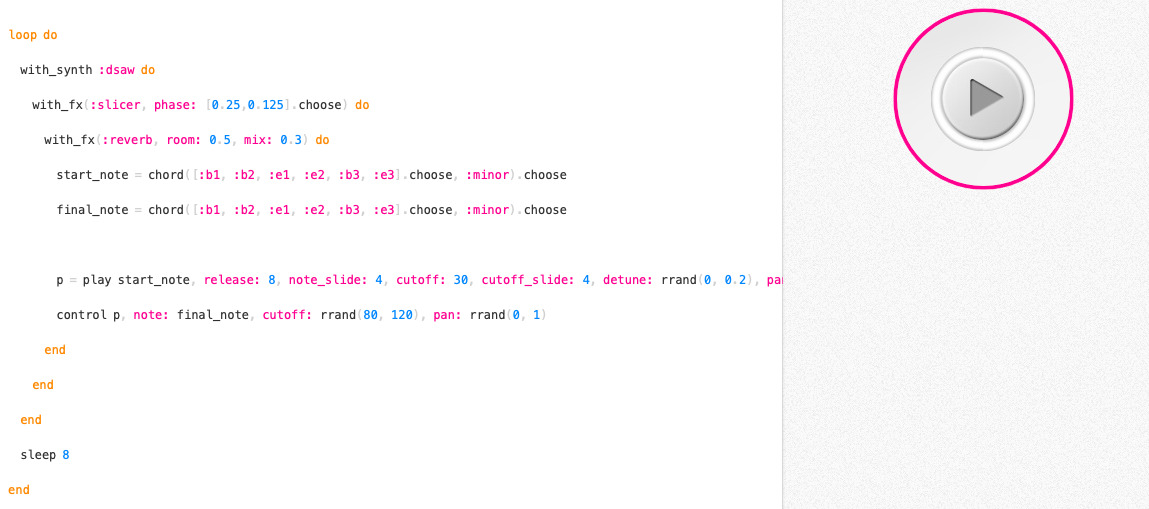 loop do
with_synth :dsaw do
with_fx(:slicer, phase: [0.25,0.125].choose) do
with_fx(:reverb, room: 0.5, mix: 0.3) do
start_note = chord([:b1, :b2, :e1, :e2, :b3, :e3].choose, :minor).choose
final_note = chord([:b1, :b2, :e1, :e2, :b3, :e3].choose, :minor).choose
p = play start_note, release: 8, note_slide: 4, cutoff: 30, cutoff_slide: 4, detune: rrand(0, 0.2), pa
control p, note: final_note, cutoff: rrand(80, 120), pan: rrand(0, 1)
end
end
end
sleep 8
end